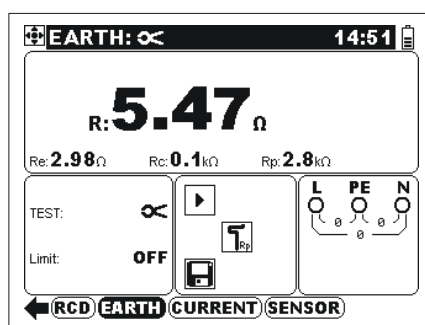 EARTH: 14:51
R: 5.47 Ω
Re: 2.98Ω Rc: 0.1kΩ Rp: 2.8kΩ
TEST:
Limit: OFF
Rp
L PE N
0 0
0
RCD EARTH CURRENT SENSOR